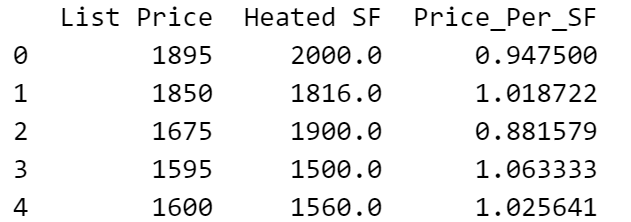 List Price Heated SF Price_Per_SF
0 1895 2000.0 0.947500
1 1850 1816.0 1.018722
2 1675 1900.0 0.881579
3 1595 1500.0 1.063333
4 1600 1560.0 1.025641